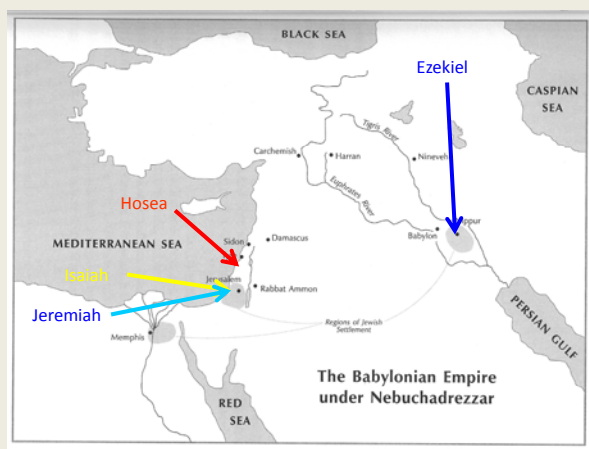 BLACK SEA
Ezekiel
CASPIAN
SEA
Tigris River
Carchemish
Harran
Nineveh
Euphrates River
Hosea
MEDITERRANEAN SEA
Sidon
Damascus
Babylon
ppur
Isaiah
Jerusalem
Rabbat Ammon
Jeremiah
Memphis
Regions of Jewish
Settlement
PERSIAN GULF
The Babylonian Empire
under Nebuchadrezzar
RED
SEA